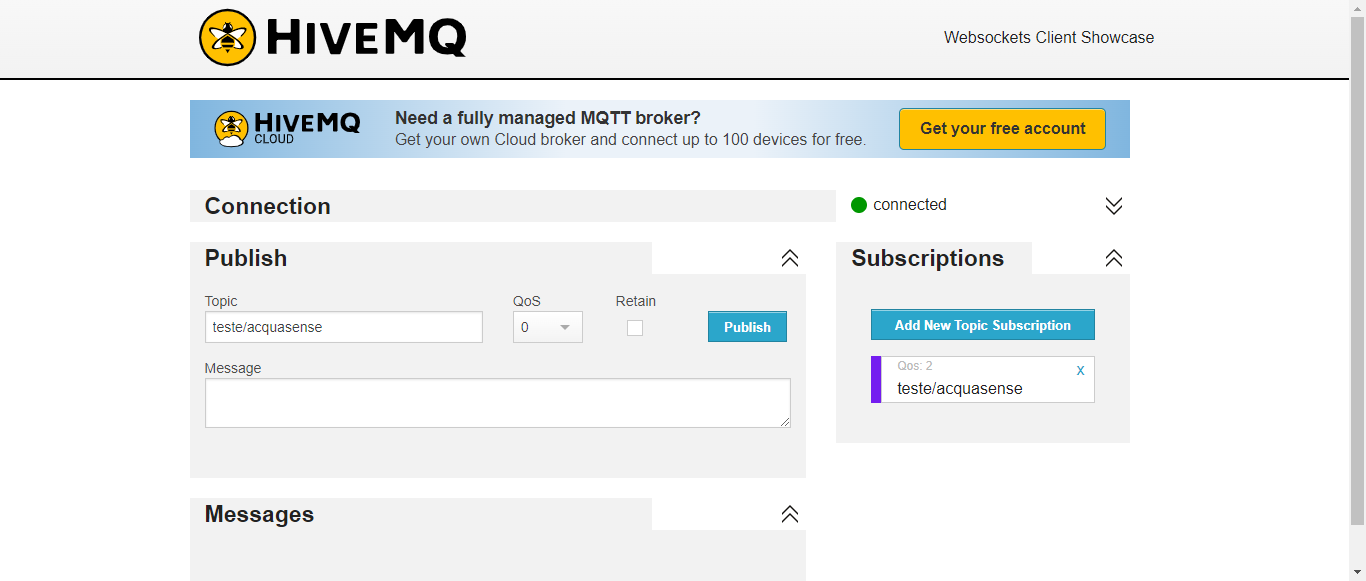 HIVEMQ
Websockets Client Showcase
HIVEMQ
CLOUD
Need a fully managed MQTT broker?
Get your own Cloud broker and connect up to 100 devices for free.
Get your free account
Connection
connected
Publish
Topic
QoS
Retain
teste/acquasense
0
Publish
Message
Subscriptions
Add New Topic Subscription
Qos: 2
x
teste/acquasense
Messages